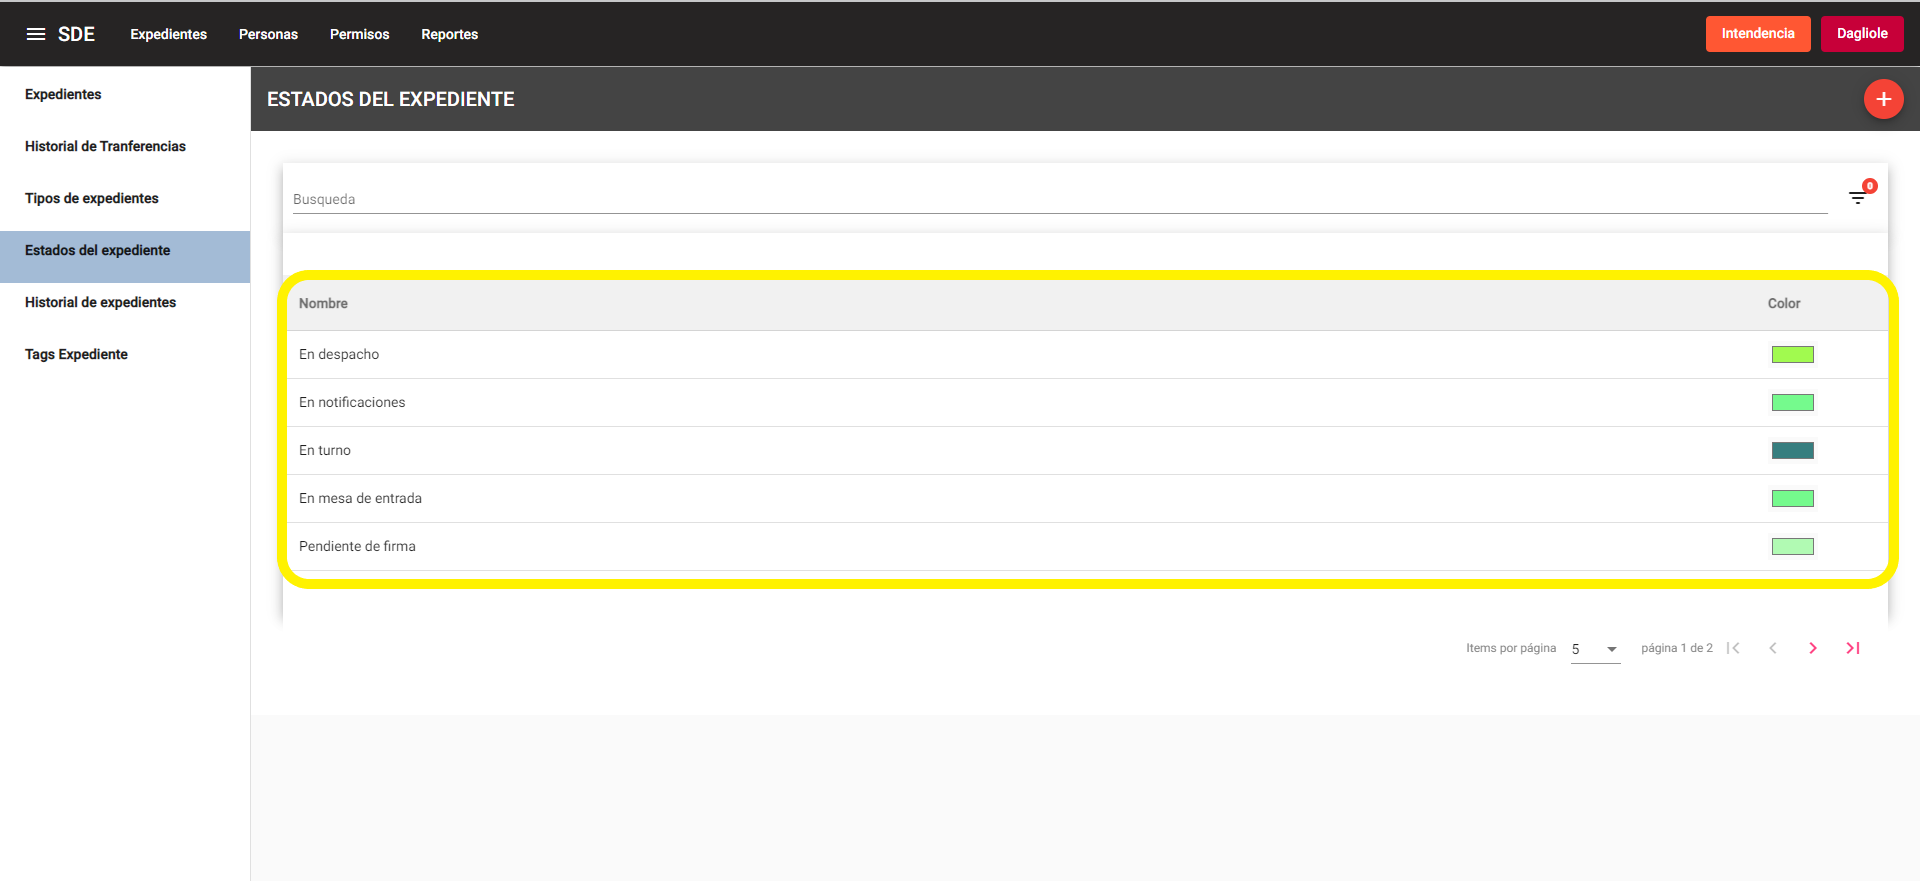 SDE Expedientes Personas Permisos Reportes Intendencia Dagliole
Expedientes
Historial de Tranferencias
Tipos de expedientes
Estados del expediente
Historial de expedientes
Tags Expediente
ESTADOS DEL EXPEDIENTE
Busqueda
0
Nombre Color
En despacho
En notificaciones
En turno
En mesa de entrada
Pendiente de firma
Items por página 5 página 1 de 2